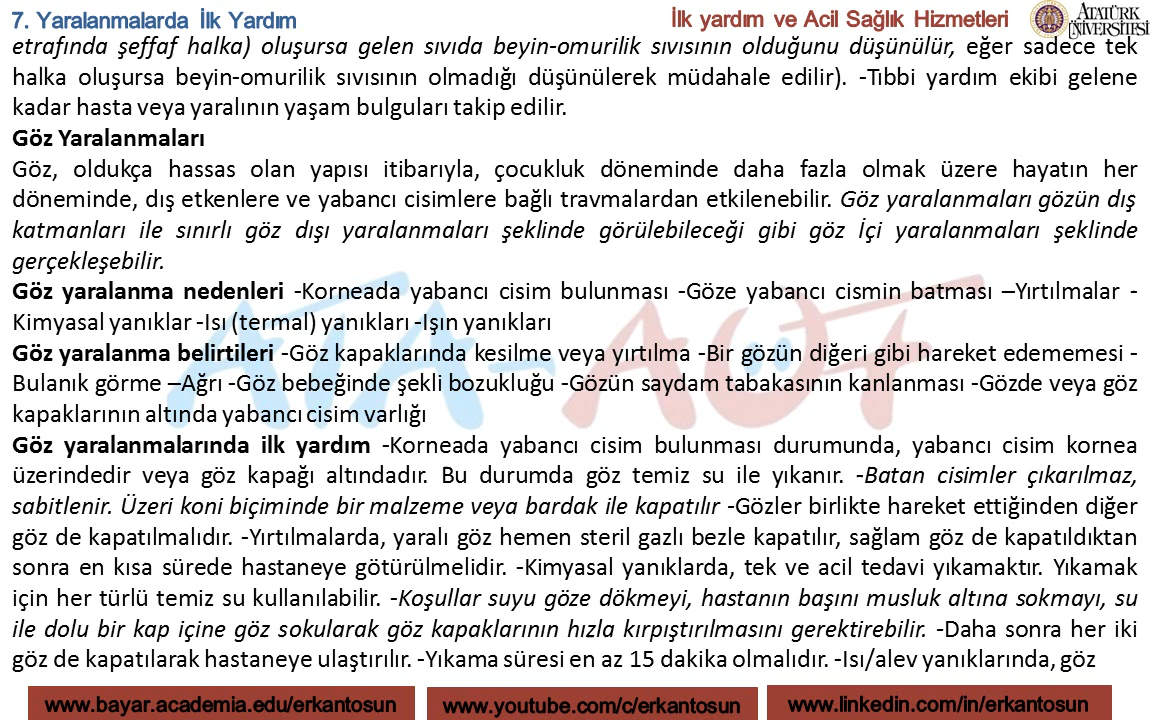 7. Yaralanmalarda İlk Yardım
İlk yardım ve Acil Sağlık Hizmetleri
ATATÜRK
ÜNİVERSİTESİ
etrafında şeffaf halka) oluşursa gelen sıvıda beyin-omurilik sıvısının olduğunu düşünülür, eğer sadece tek
halka oluşursa beyin-omurilik sıvısının olmadığı düşünülerek müdahale edilir). -Tıbbi yardım ekibi gelene
kadar hasta veya yaralının yaşam bulguları takip edilir.
Göz Yaralanmaları
Göz, oldukça hassas olan yapısı itibarıyla, çocukluk döneminde daha fazla olmak üzere hayatın her
döneminde, dış etkenlere ve yabancı cisimlere bağlı travmalardan etkilenebilir. Göz yaralanmaları gözün dış
katmanları ile sınırlı göz dışı yaralanmaları şeklinde görülebileceği gibi göz İçi yaralanmaları şeklinde
gerçekleşebilir.
Göz yaralanma nedenleri -Korneada yabancı cisim bulunması -Göze yabancı cismin batması –Yırtılmalar -
Kimyasal yanıklar -Isı (termal) yanıkları -Işın yanıkları
Göz yaralanma belirtileri -Göz kapaklarında kesilme veya yırtılma -Bir gözün diğeri gibi hareket edememesi -
Bulanık görme –Ağrı -Göz bebeğinde şekli bozukluğu -Gözün saydam tabakasının kanlanması -Gözde veya göz
kapaklarının altında yabancı cisim varlığı
Göz yaralanmalarında ilk yardım -Korneada yabancı cisim bulunması durumunda, yabancı cisim kornea
üzerindedir veya göz kapağı altındadır. Bu durumda göz temiz su ile yıkanır. -Batan cisimler çıkarılmaz,
sabitlenir. Üzeri koni biçiminde bir malzeme veya bardak ile kapatılır -Gözler birlikte hareket ettiğinden diğer
göz de kapatılmalıdır. -Yırtılmalarda, yaralı göz hemen steril gazlı bezle kapatılır, sağlam göz de kapatıldıktan
sonra en kısa sürede hastaneye götürülmelidir. -Kimyasal yanıklarda, tek ve acil tedavi yıkamaktır. Yıkamak
için her türlü temiz su kullanılabilir. -Koşullar suyu göze dökmeyi, hastanın başını musluk altına sokmayı, su
ile dolu bir kap içine göz sokularak göz kapaklarının hızla kırpıştırılmasını gerektirebilir. -Daha sonra her iki
göz de kapatılarak hastaneye ulaştırılır. -Yıkama süresi en az 15 dakika olmalıdır. -Isı/alev yanıklarında, göz
ATA-AÖF
www.bayar.academia.edu/erkantosun
www.youtube.com/c/erkantosun
www.linkedin.com/in/erkantosun